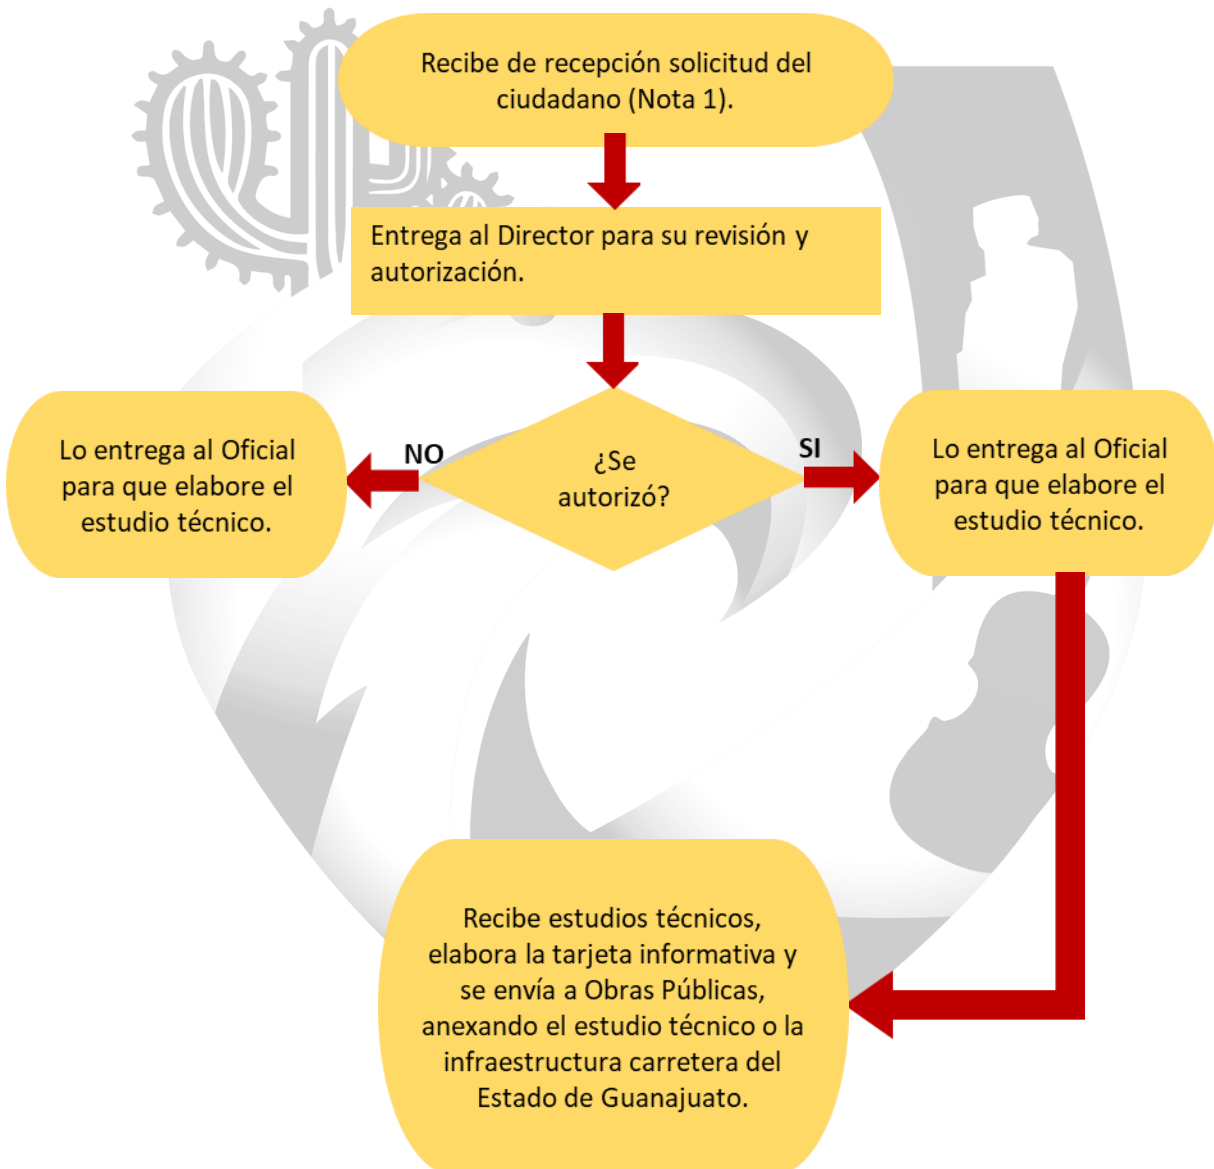 Recibe de recepción solicitud del
ciudadano (Nota 1).
Entrega al Director para su revisión y
autorización.
¿Se
autorizó?
NO
Lo entrega al Oficial
para que elabore el
estudio técnico.
SI
Lo entrega al Oficial
para que elabore el
estudio técnico.
Recibe estudios técnicos,
elabora la tarjeta informativa y
se envía a Obras Públicas,
anexando el estudio técnico o la
infraestructura carretera del
Estado de Guanajuato.